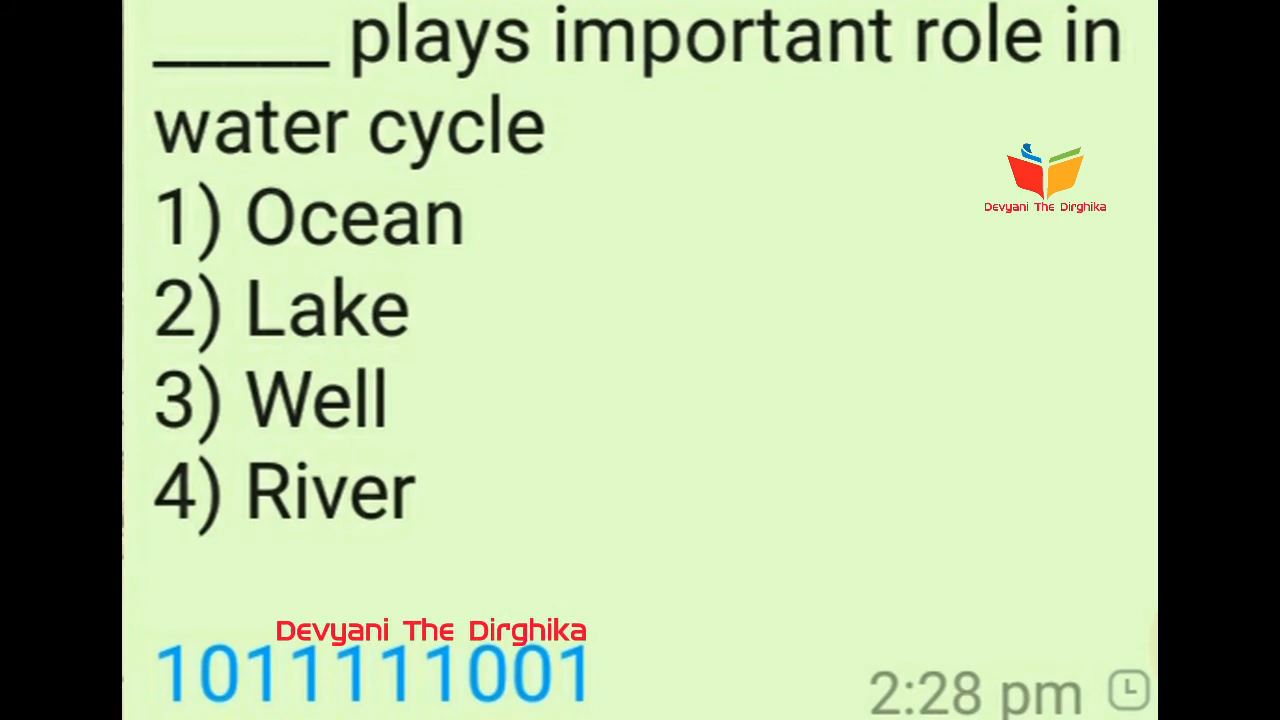 _____ plays important role in
water cycle
1) Ocean
2) Lake
3) Well
4) River
Devyani The Dirghika
Devyani The Dirghika
1011111001
2:28 pm